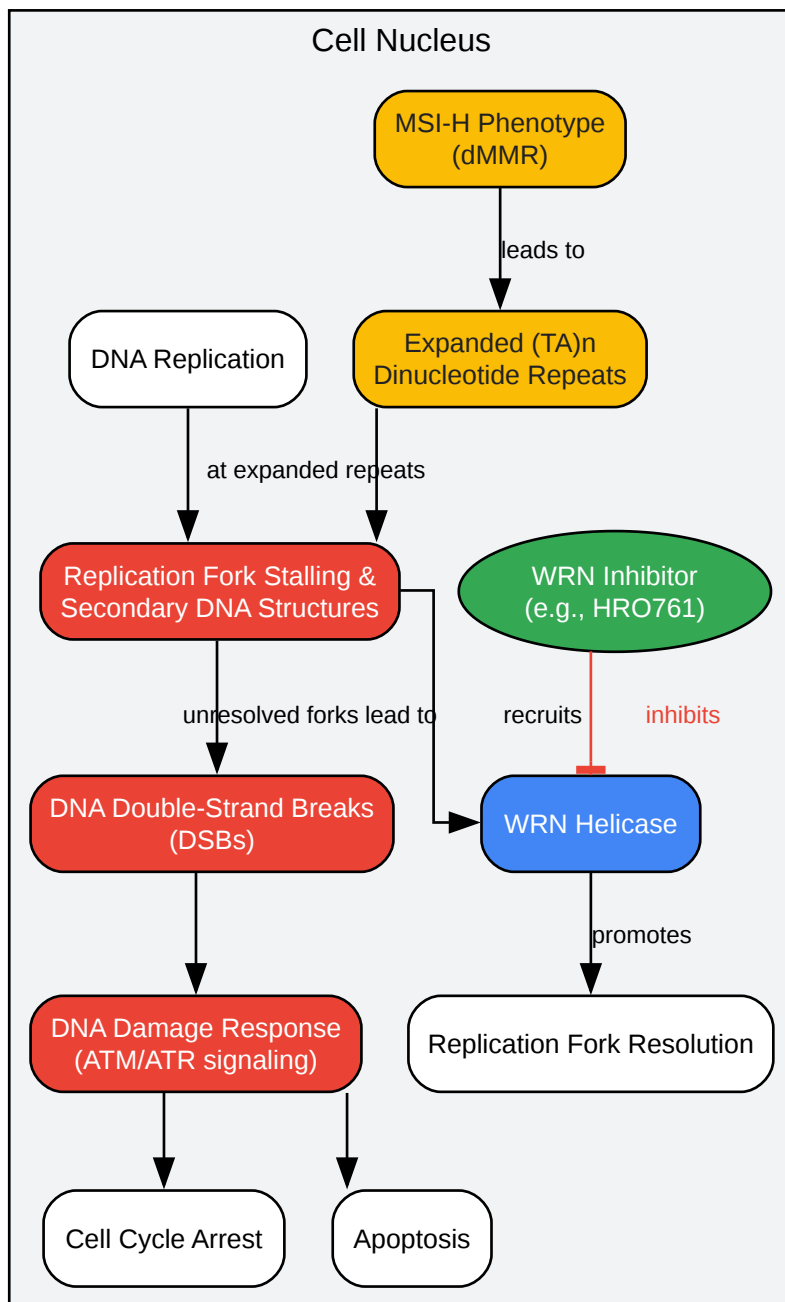 Cell Nucleus
MSI-H Phenotype
(dMMR)
leads to
DNA Replication
Expanded (TA)n
Dinucleotide Repeats
at expanded repeats
Replication Fork Stalling &
Secondary DNA Structures
WRN Inhibitor
(e.g., HRO761)
unresolved forks lead to
recruits
inhibits
DNA Double-Strand Breaks
(DSBs)
WRN Helicase
promotes
DNA Damage Response
(ATM/ATR signaling)
Replication Fork Resolution
Cell Cycle Arrest
Apoptosis